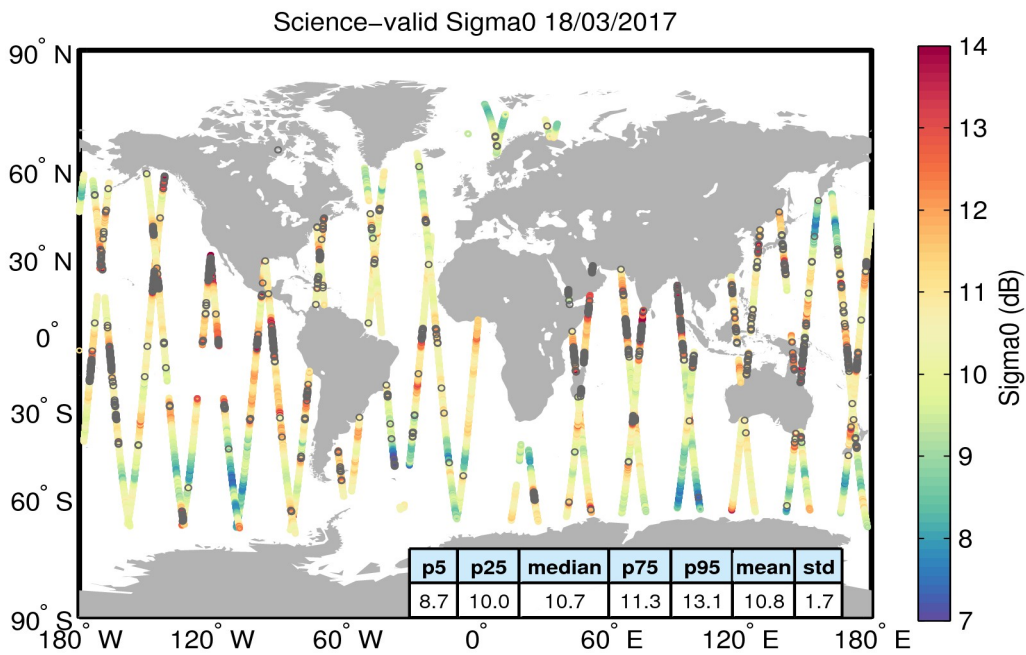 Science−valid Sigma0 18/03/2017
90° N
60° N
30° N
0°
30° S
60° S
90° S
180° W
120° W
60° W
0°
60° E
120° E
180° E
p5 p25 median p75 p95 mean std
8.7 10.0 10.7 11.3 13.1 10.8 1.7
14
13
12
11
10
9
8
7
Sigma0 (dB)